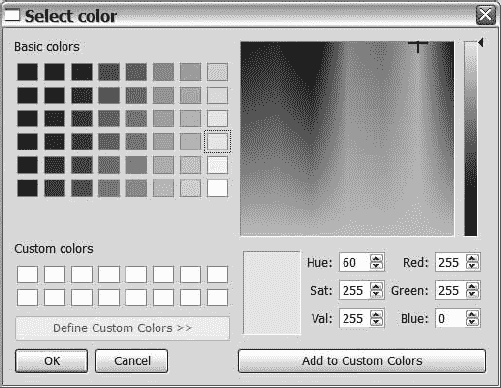 Select color
Basic colors
Custom colors
Hue: 60 Red: 255
Sat: 255 Green: 255
Val: 255 Blue: 0
Define Custom Colors >>
OK Cancel Add to Custom Colors